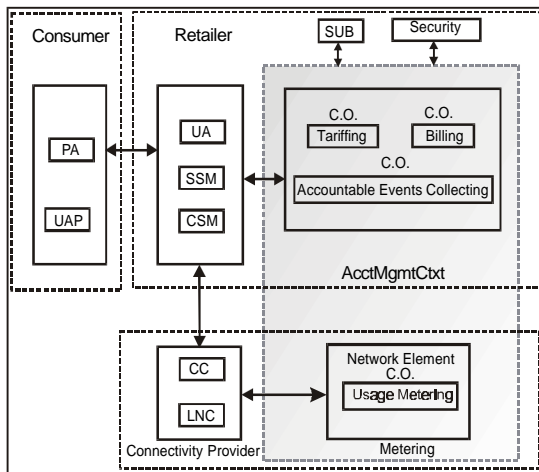 Consumer
Retailer
SUB
Security
PA
UAP
UA
SSM
CSM
C.O.
Tariffing
C.O.
Billing
C.O.
Accountable Events Collecting
AcctMgmtCtxt
CC
LNC
Connectivity Provider
Network Element
C.O.
Usage Metering
Metering